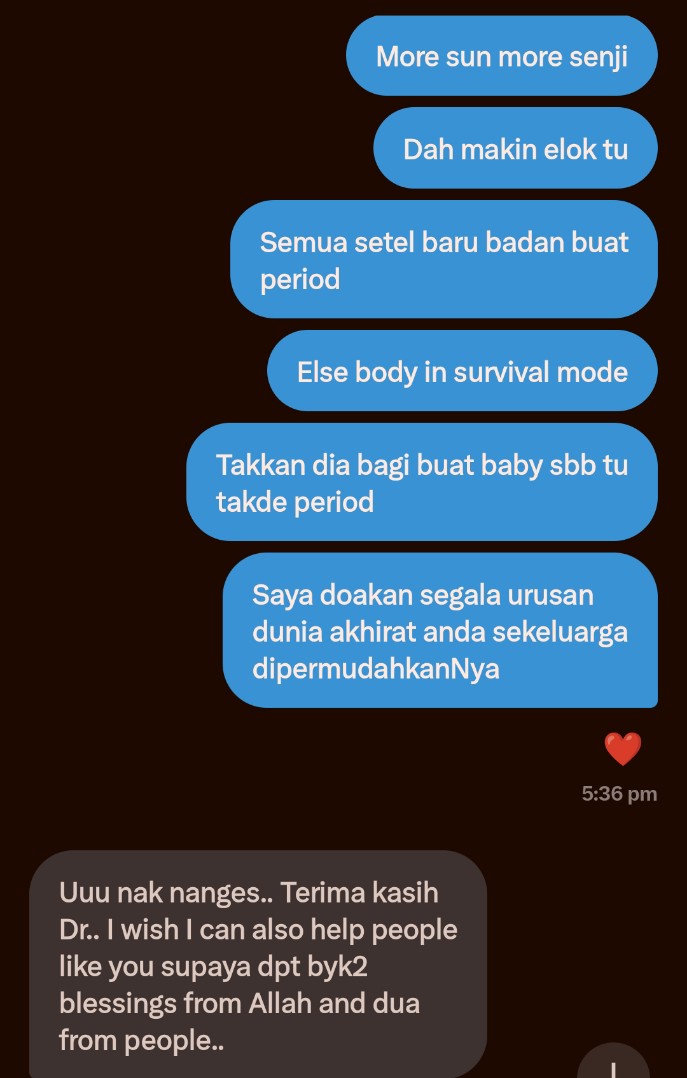 More sun more senji
Dah makin elok tu
Semua setel baru badan buat
period
Else body in survival mode
Takkan dia bagi buat baby sbb tu
takde period
Saya doakan segala urusan
dunia akhirat anda sekeluarga
dipermudahkanNya
❤️
5:36 pm
Uuu nak nanges.. Terima kasih
Dr.. I wish I can also help people
like you supaya dpt byk2
blessings from Allah and dua
from people..